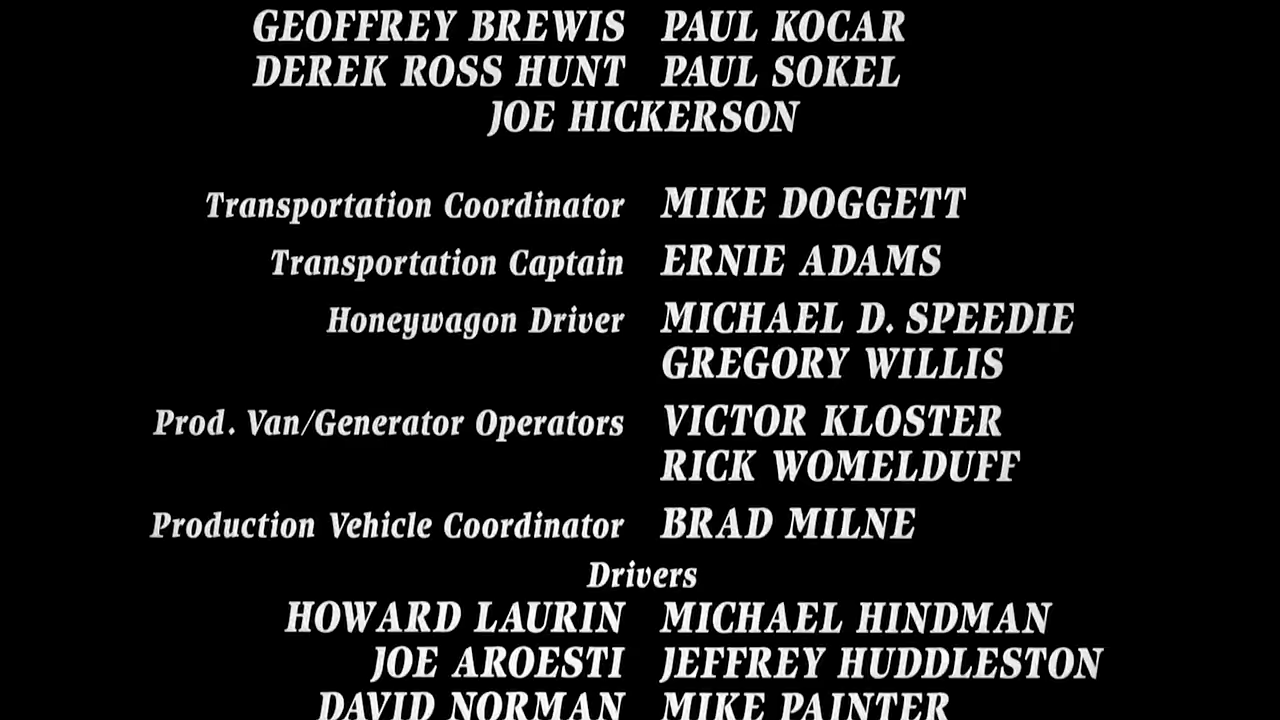 GEOFFREY BREWIS PAUL KOCAR
DEREK ROSS HUNT PAUL SOKEL
JOE HICKERSON
Transportation Coordinator MIKE DOGGETT
Transportation Captain ERNIE ADAMS
Honeywagon Driver MICHAEL D. SPEEDIE
GREGORY WILLIS
Prod. Van/Generator Operators VICTOR KLOSTER
RICK WOMELDUFF
Production Vehicle Coordinator BRAD MILNE
Drivers
HOWARD LAURIN MICHAEL HINDMAN
JOE AROESTI JEFFREY HUDDLESTON
DAVID NORMAN MIKE PAINTER